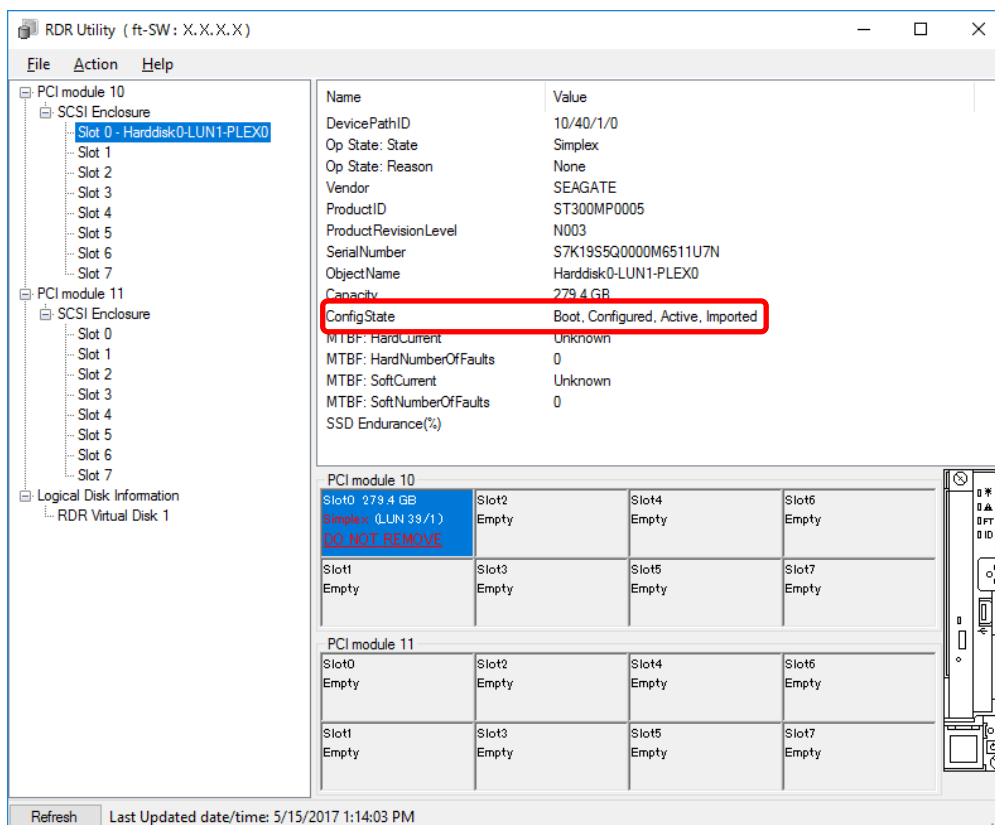 RDR Utility ( ft-SW : X.X.X.X )
File Action Help
PCI module 10
SCSI Enclosure
Slot 0 - Harddisk0-LUN1-PLEX0
Slot 1
Slot 2
Slot 3
Slot 4
Slot 5
Slot 6
Slot 7
PCI module 11
SCSI Enclosure
Slot 0
Slot 1
Slot 2
Slot 3
Slot 4
Slot 5
Slot 6
Slot 7
Logical Disk Information
RDR Virtual Disk 1
Name Value
DevicePathID 10/40/1/0
Op State: State Simplex
Op State: Reason None
Vendor SEAGATE
ProductID ST300MP0005
ProductRevisionLevel N003
SerialNumber S7K19S5Q0000M6511U7N
ObjectName Harddisk0-LUN1-PLEX0
Capacity 279.4 GB
ConfigState Boot, Configured, Active, Imported
MTBF: HardCurrent Unknown
MTBF: HardNumberOfFaults 0
MTBF: SoftCurrent Unknown
MTBF: SoftNumberOfFaults 0
SSD Endurance(%)
PCI module 10
Slot0 279.4 GB Slot2 Slot4 Slot6
Simplex (LUN 39/1) Empty Empty Empty
DO NOT REMOVE
Slot1 Slot3 Slot5 Slot7
Empty Empty Empty Empty
PCI module 11
Slot0 Slot2 Slot4 Slot6
Empty Empty Empty Empty
Slot1 Slot3 Slot5 Slot7
Empty Empty Empty Empty
FT
ID
Refresh Last Updated date/time: 5/15/2017 1:14:03 PM